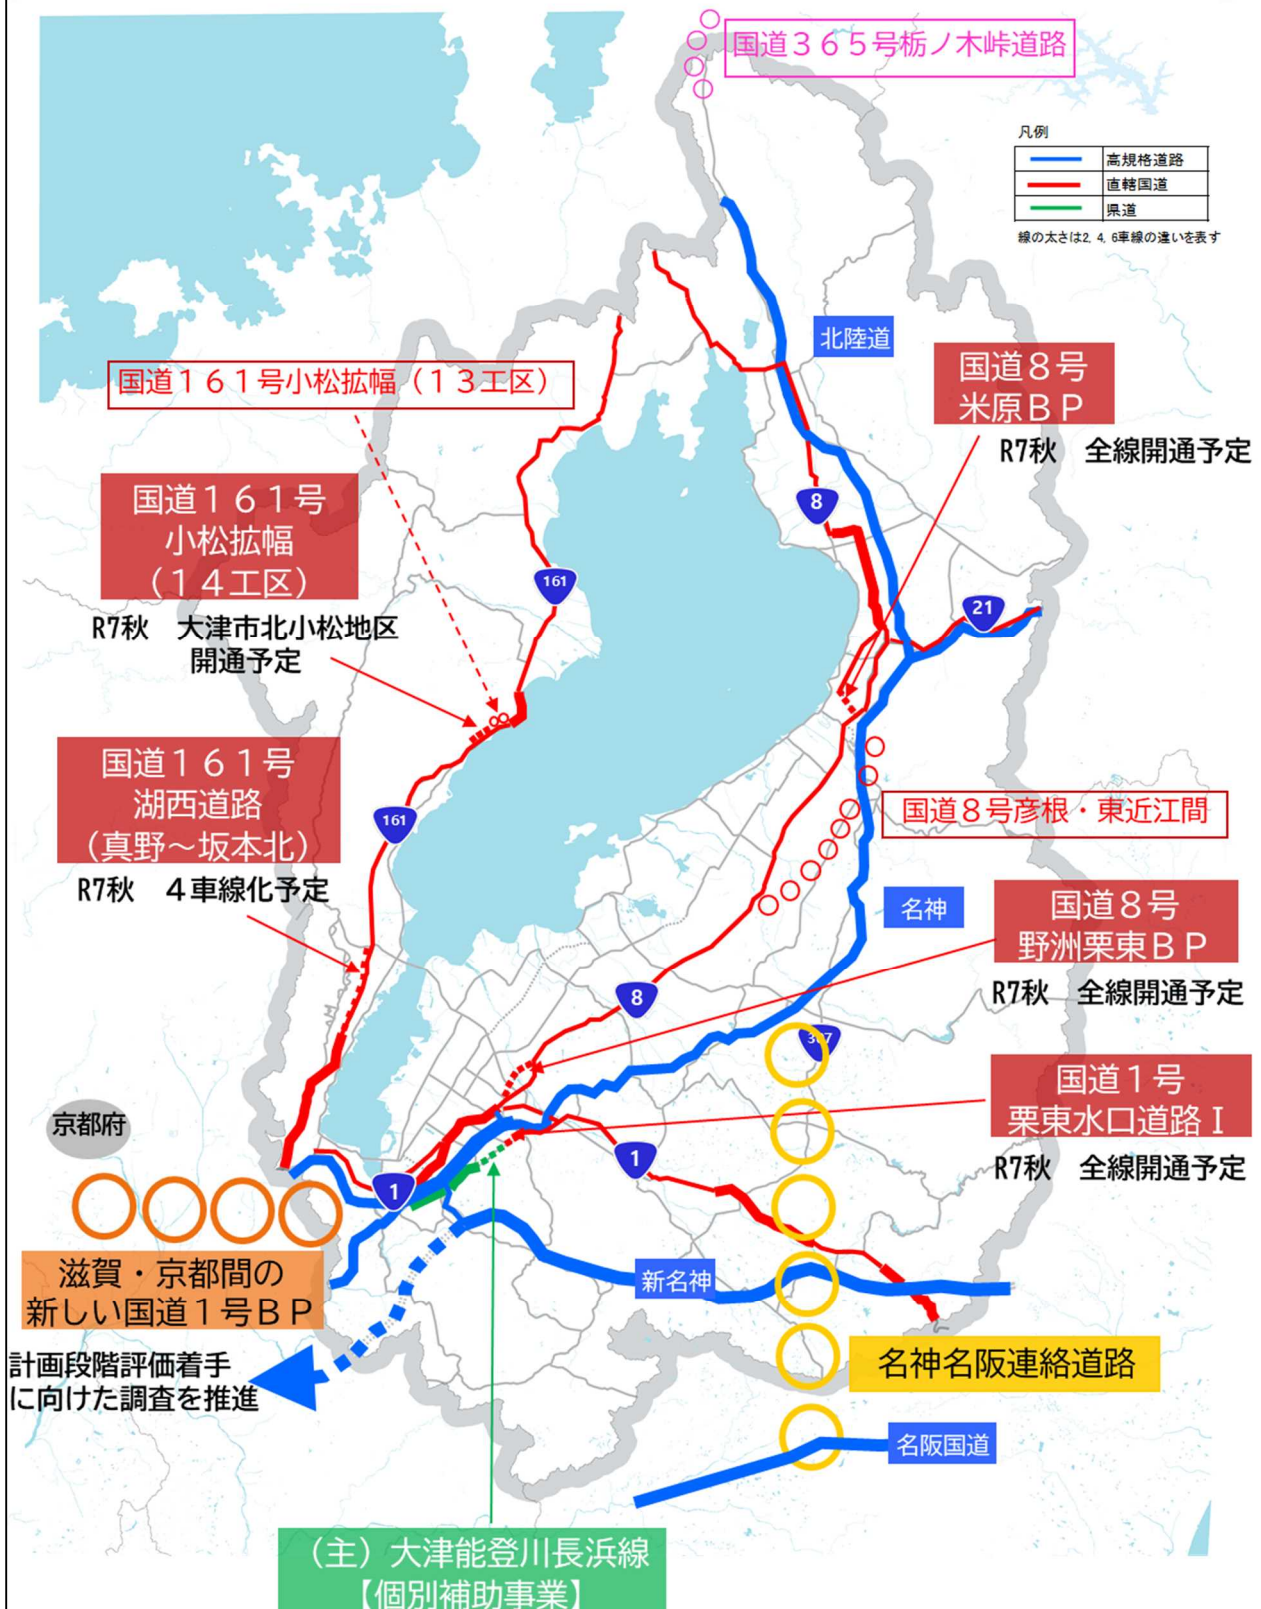 国道３６５号栃ノ木峠道路
凡例
高規格道路
直轄国道
県道
線の太さは2, 4, 6車線の違いを表す
北陸道
国道８号
米原ＢＰ
R7秋　全線開通予定
国道１６１号小松拡幅（１３工区）
国道１６１号
小松拡幅
（１４工区）
R7秋　大津市北小松地区
開通予定
8
161
21
国道１６１号
湖西道路
（真野～坂本北）
R7秋　４車線化予定
161
国道８号彦根・東近江間
名神
国道８号
野洲栗東ＢＰ
R7秋　全線開通予定
8
307
国道１号
栗東水口道路Ⅰ
R7秋　全線開通予定
京都府
1
1
滋賀・京都間の
新しい国道１号ＢＰ
計画段階評価着手
に向けた調査を推進
新名神
名神名阪連絡道路
名阪国道
（主）大津能登川長浜線
【個別補助事業】